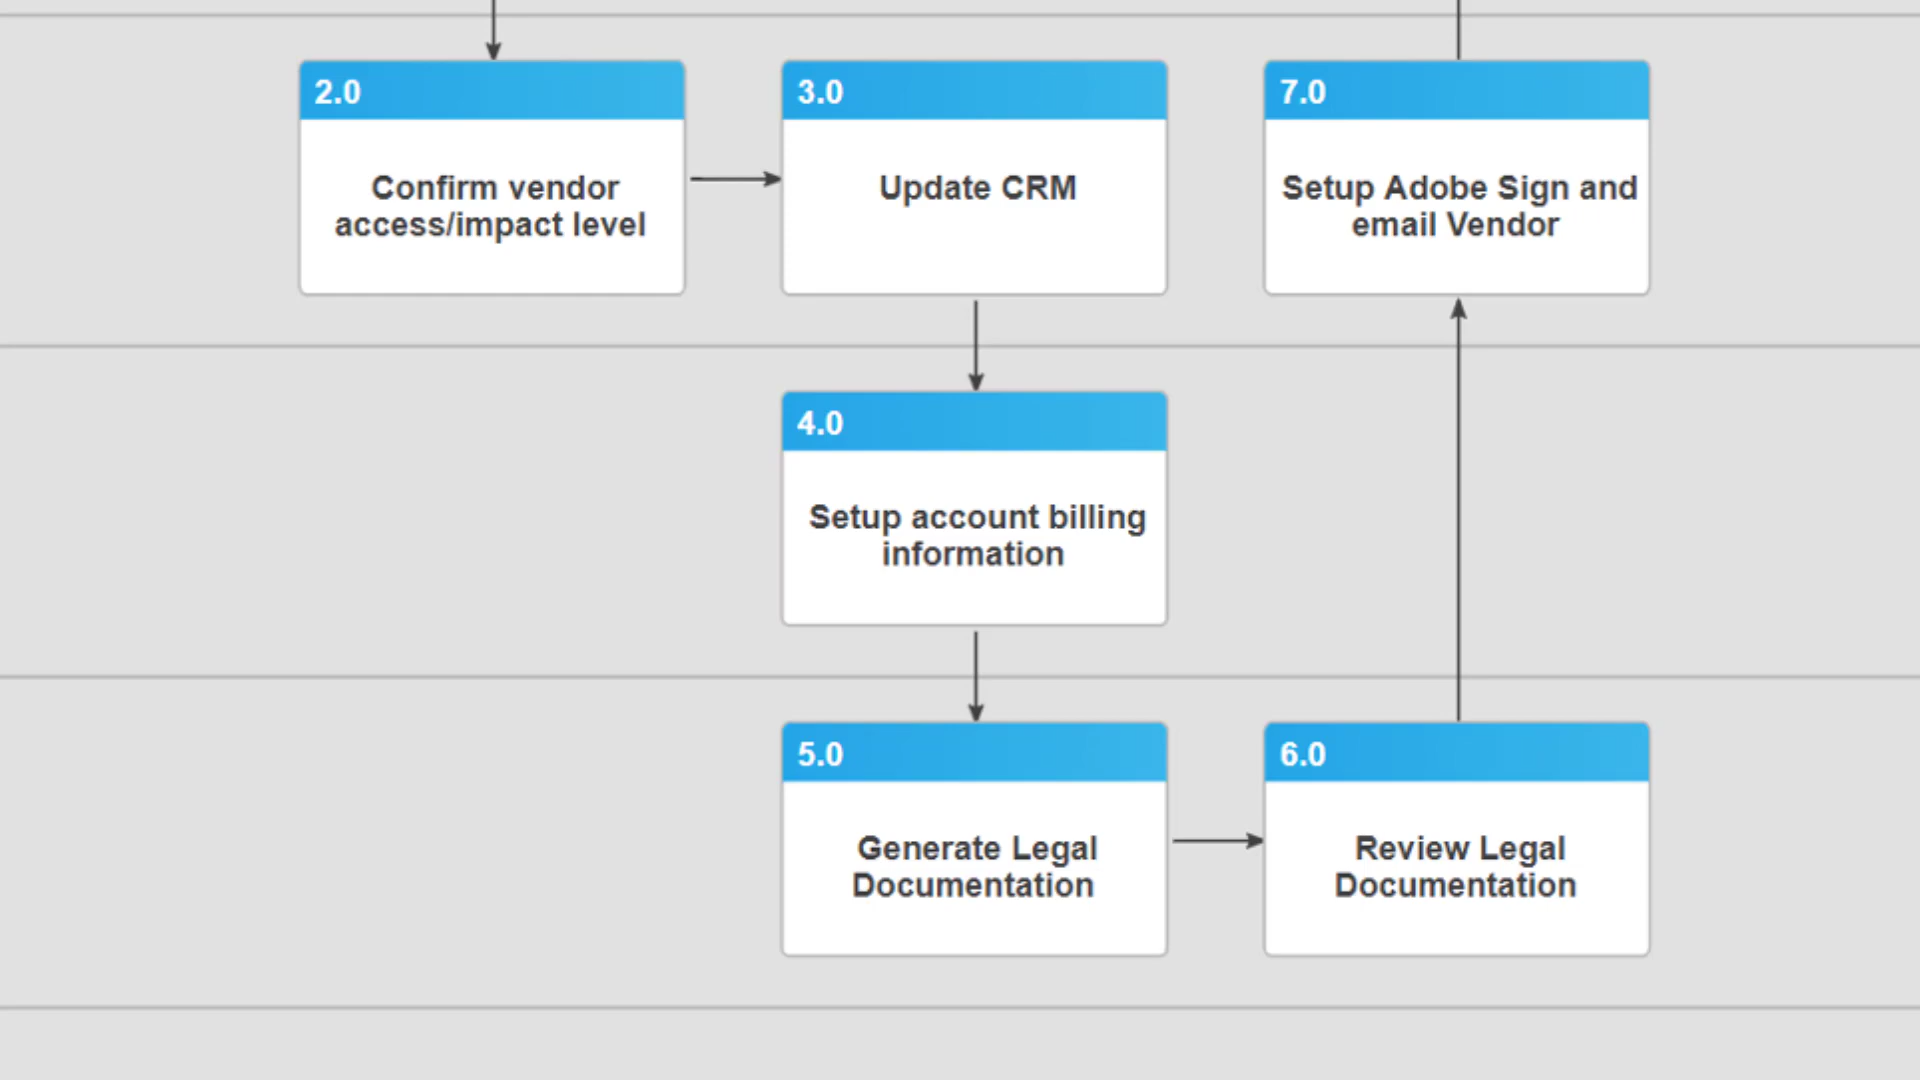 2.0
Confirm vendor
access/impact level
3.0
Update CRM
7.0
Setup Adobe Sign and
email Vendor
4.0
Setup account billing
information
5.0
Generate Legal
Documentation
6.0
Review Legal
Documentation